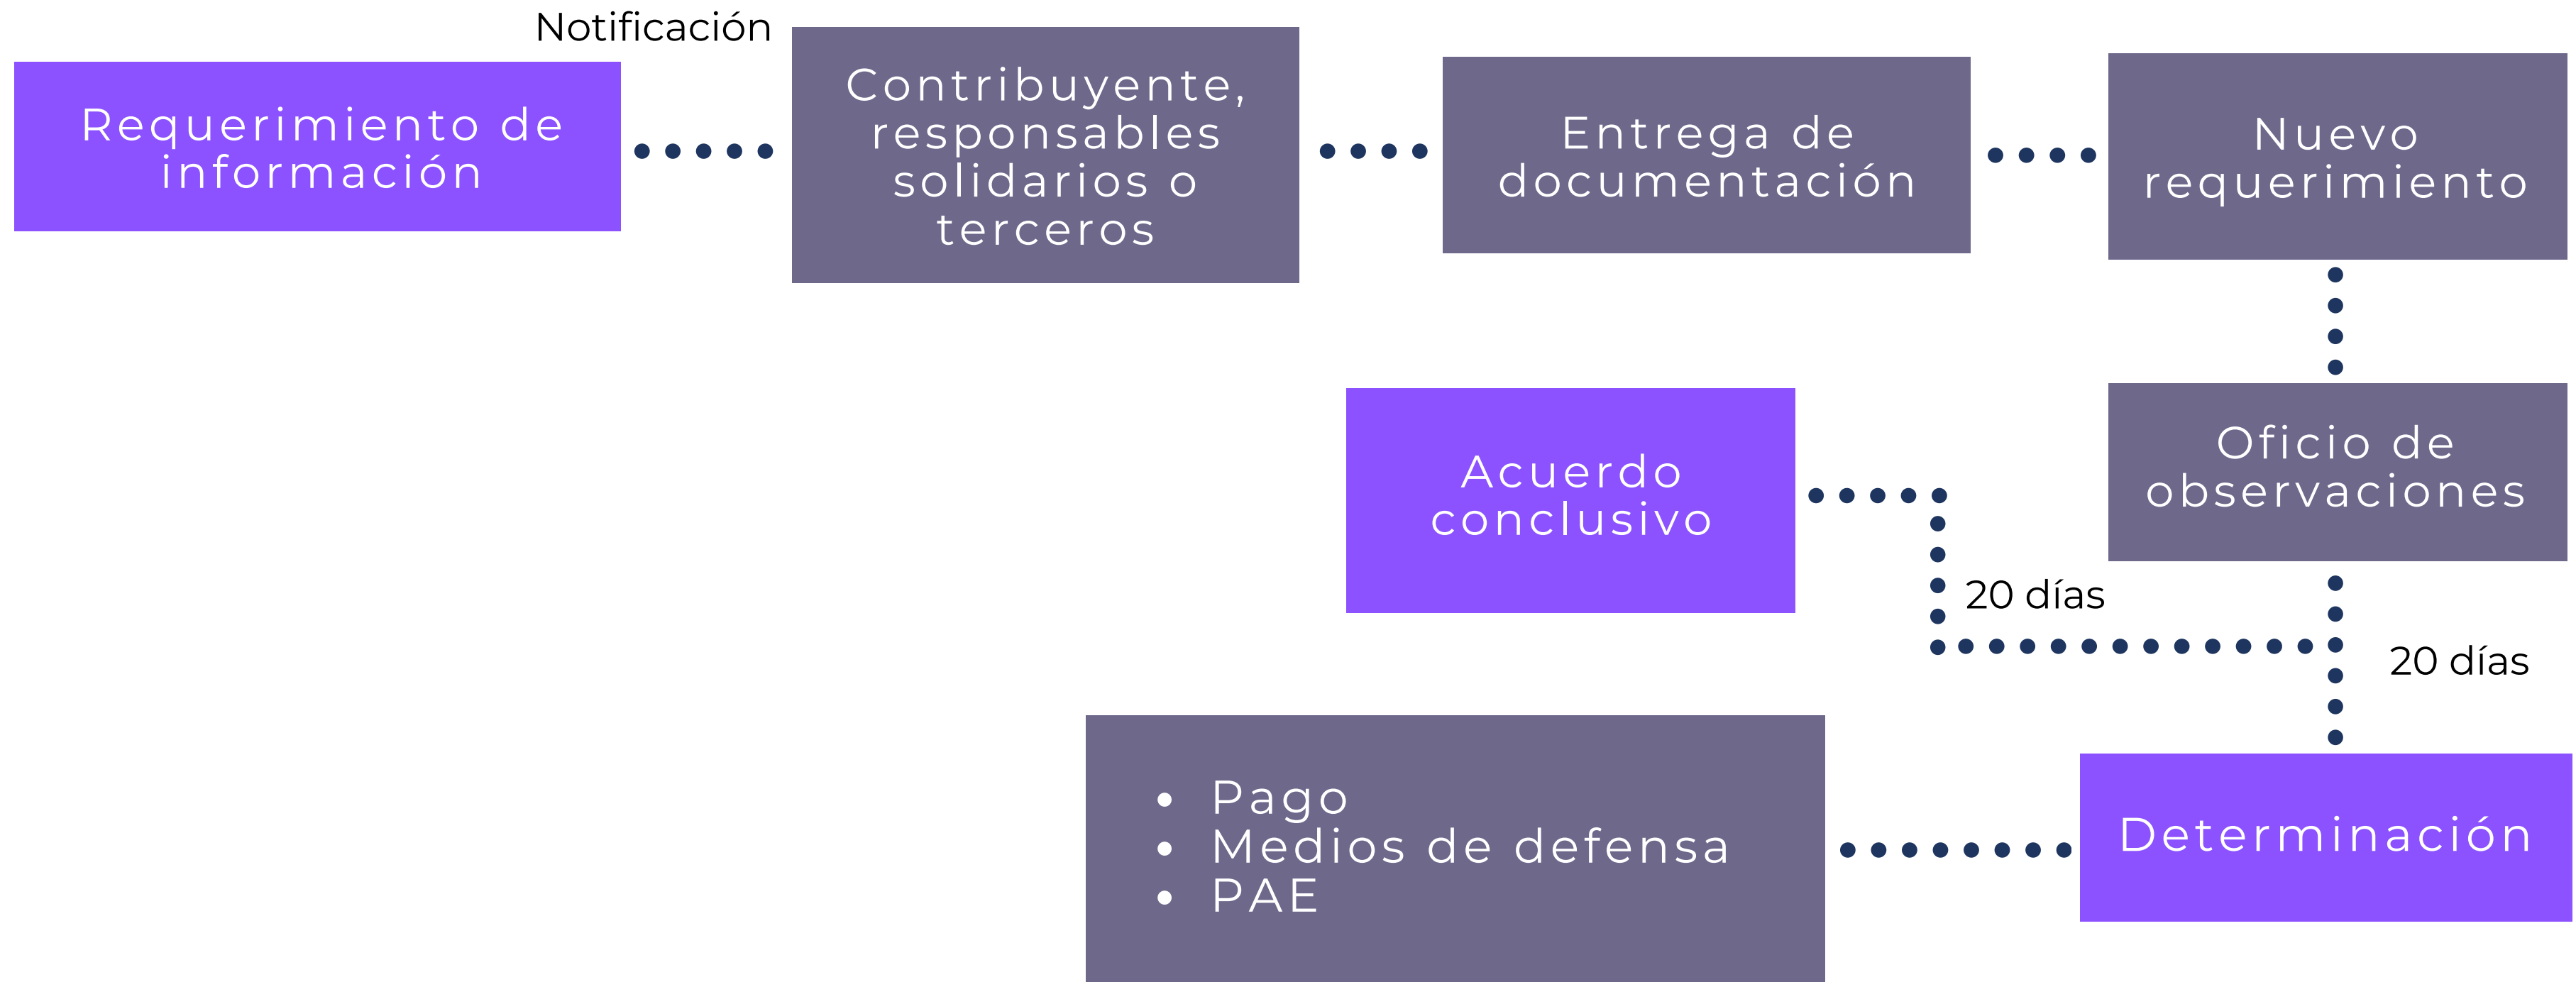 Notificación
Requerimiento de
información
Contribuyente,
responsables
solidarios o
terceros
Entrega de
documentación
Nuevo
requerimiento
Oficio de
observaciones
Acuerdo
conclusivo
20 días
20 días
Determinación
• Pago
• Medios de defensa
• PAE